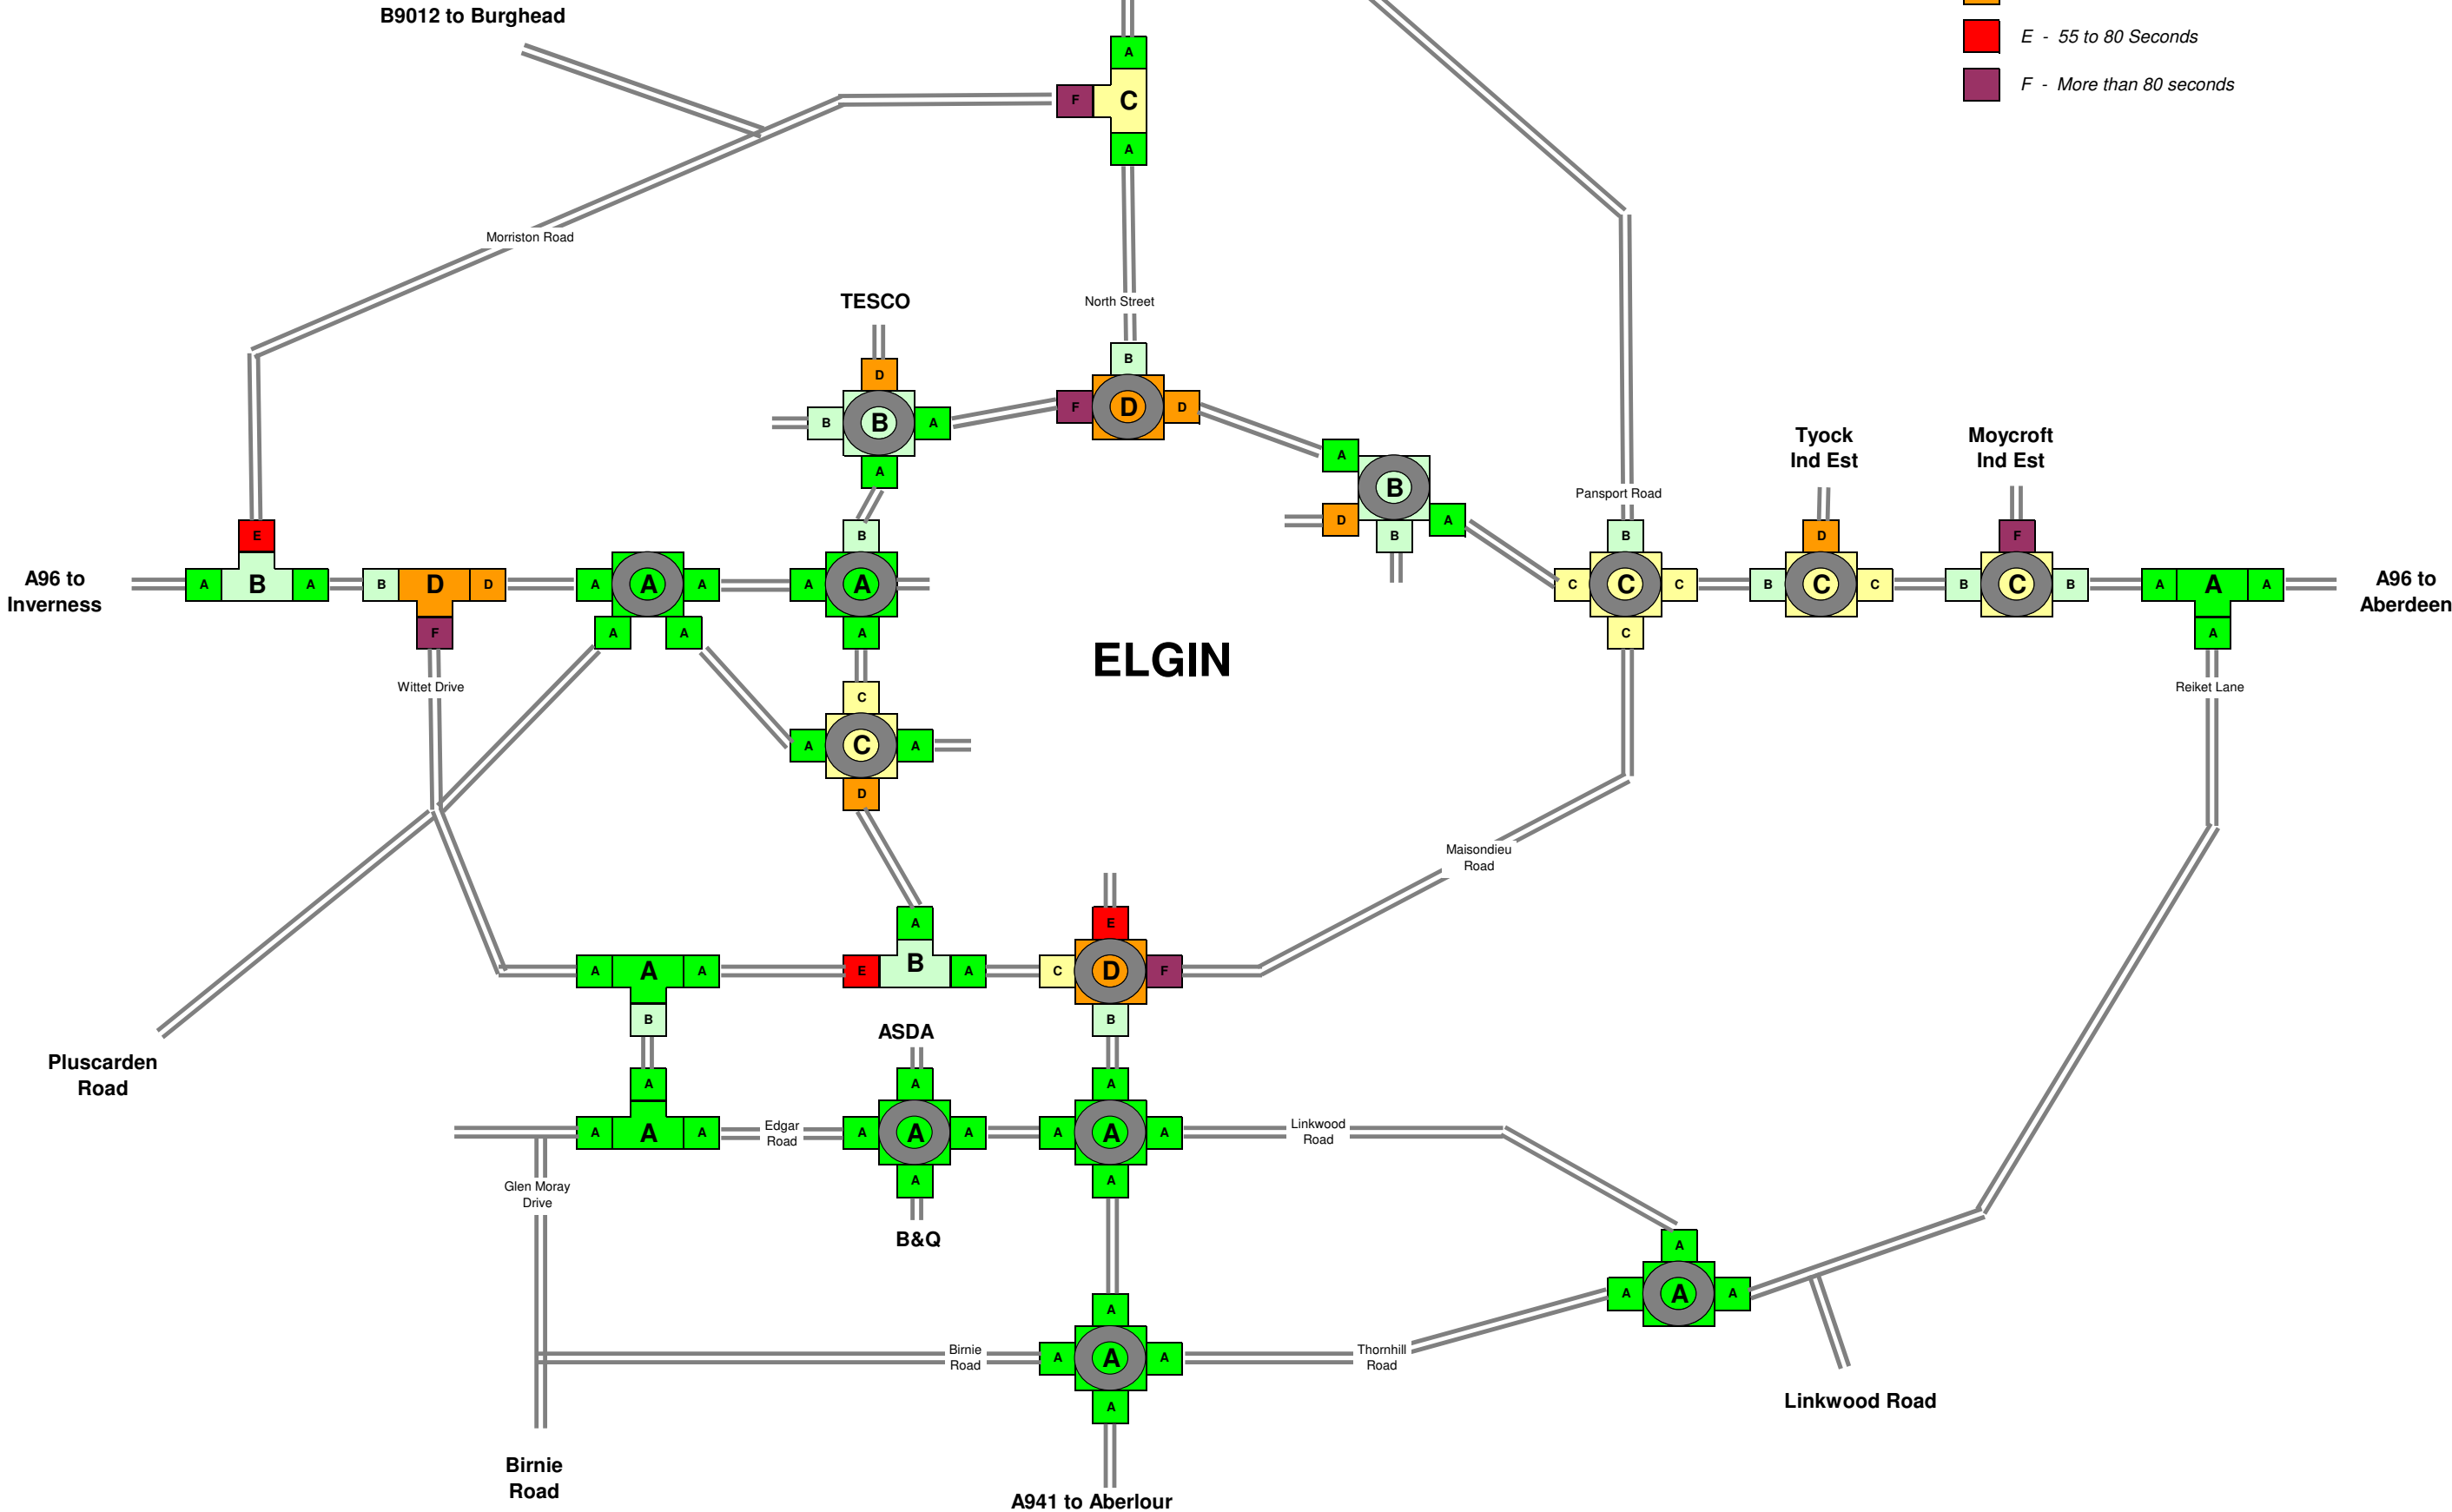 B9012 to Burghead
E - 55 to 80 Seconds
F - More than 80 seconds
A
F C
A
Morriston Road
TESCO
North Street
D
B
B B A
F D D
A
A
B
D A
B
Tyock
Ind Est
Moycroft
Ind Est
Pansport Road
E
B
B
D
F
A96 to
Inverness
A B A
B D D
A A A
A A
C C C
B C C
B C B
A A A
A96 to
Aberdeen
F
A A
A
C
A
ELGIN
Wittet Drive
Reiket Lane
C
A C A
D
Maisondieu
Road
A
E
A A A
E B A
C D F
B
B
Pluscarden
Road
ASDA
A
A
A
A A A
Edgar
Road
A A A
A A A
Linkwood
Road
Glen Moray
Drive
A
A
B&Q
A
A A A
A
Birnie
Road
A A A
Thornhill
Road
A
Linkwood Road
Birnie
Road
A941 to Aberlour